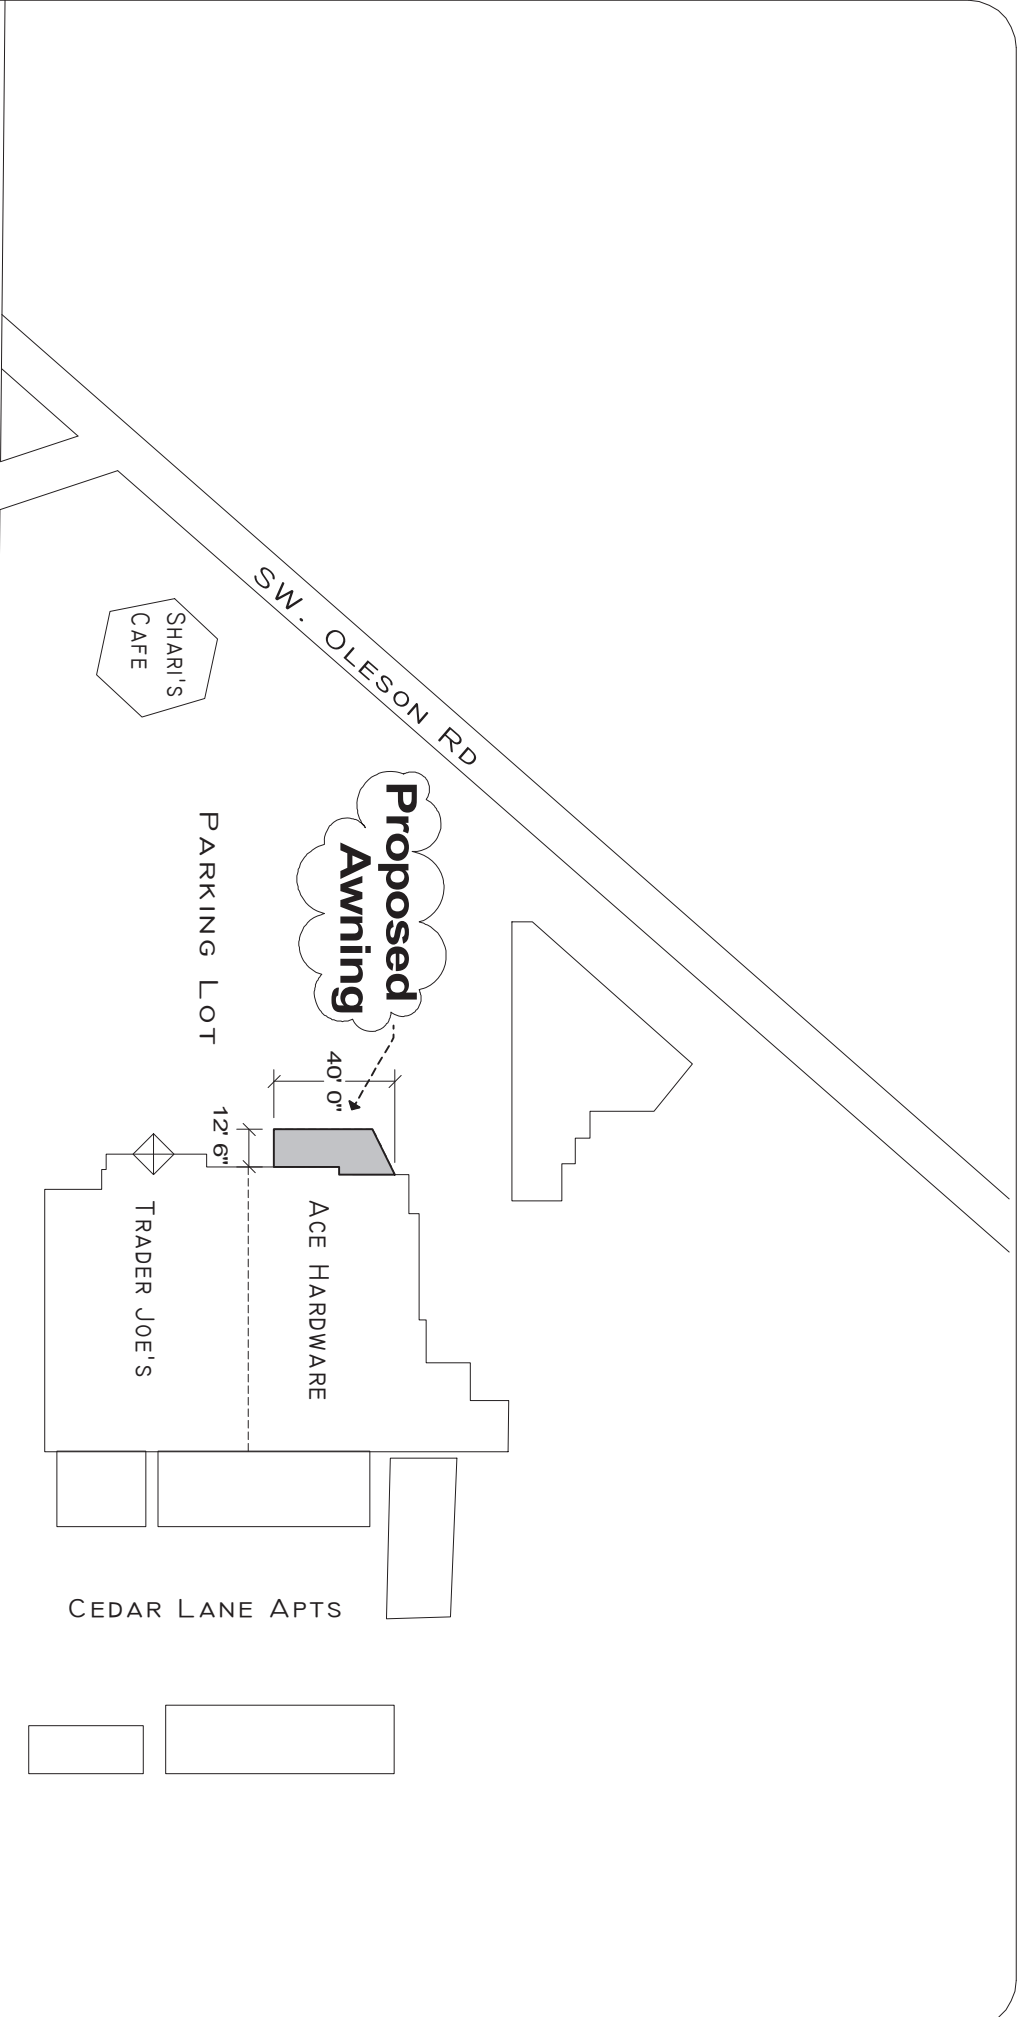 SW. OLESON RD
SHARI'S
CAFE
Proposed
Awning
PARKING LOT
40' 0"
12' 6"
ACE HARDWARE
TRADER JOE'S
CEDAR LANE APTS